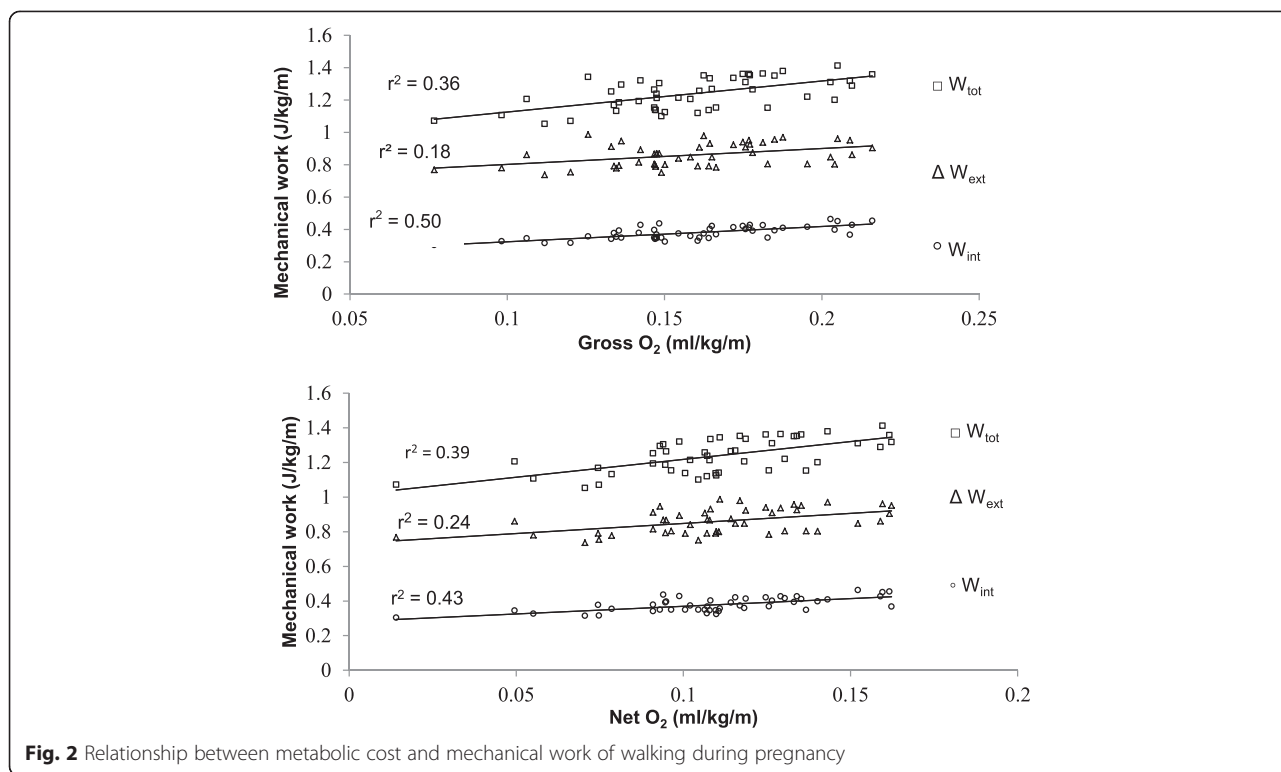 1.6
1.4
1.2
1
0.8
0.6
0.4
0.2
0
Mechanical work (J/kg/m)
r² = 0.36
r² = 0.18
r² = 0.50
□ W_tot
Δ W_ext
○ W_int
0.05 0.1 0.15 0.2 0.25
Gross O₂ (ml/kg/m)
1.6
1.4
1.2
1
0.8
0.6
0.4
0.2
0
Mechanical work (J/kg/m)
r² = 0.39
r² = 0.24
r² = 0.43
□ W_tot
Δ W_ext
○ W_int
0 0.05 0.1 0.15 0.2
Net O₂ (ml/kg/m)
Fig. 2 Relationship between metabolic cost and mechanical work of walking during pregnancy